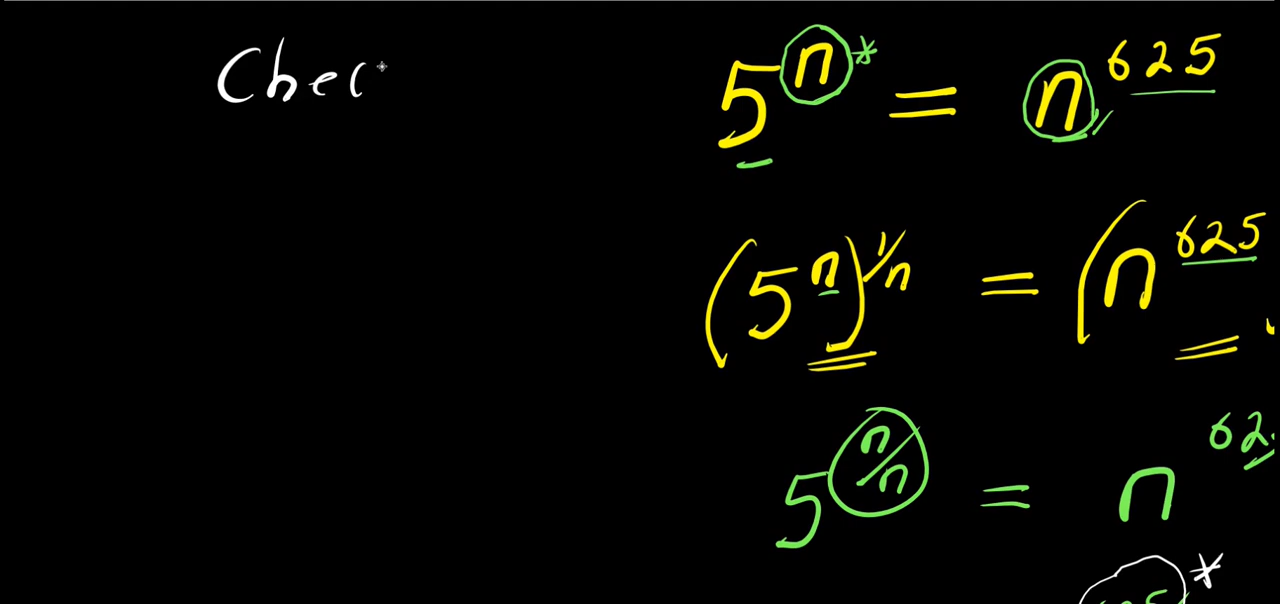 Chec
5^n* = n^625
(5^n)^1/n = (n^625
5^n/n = n^62
*